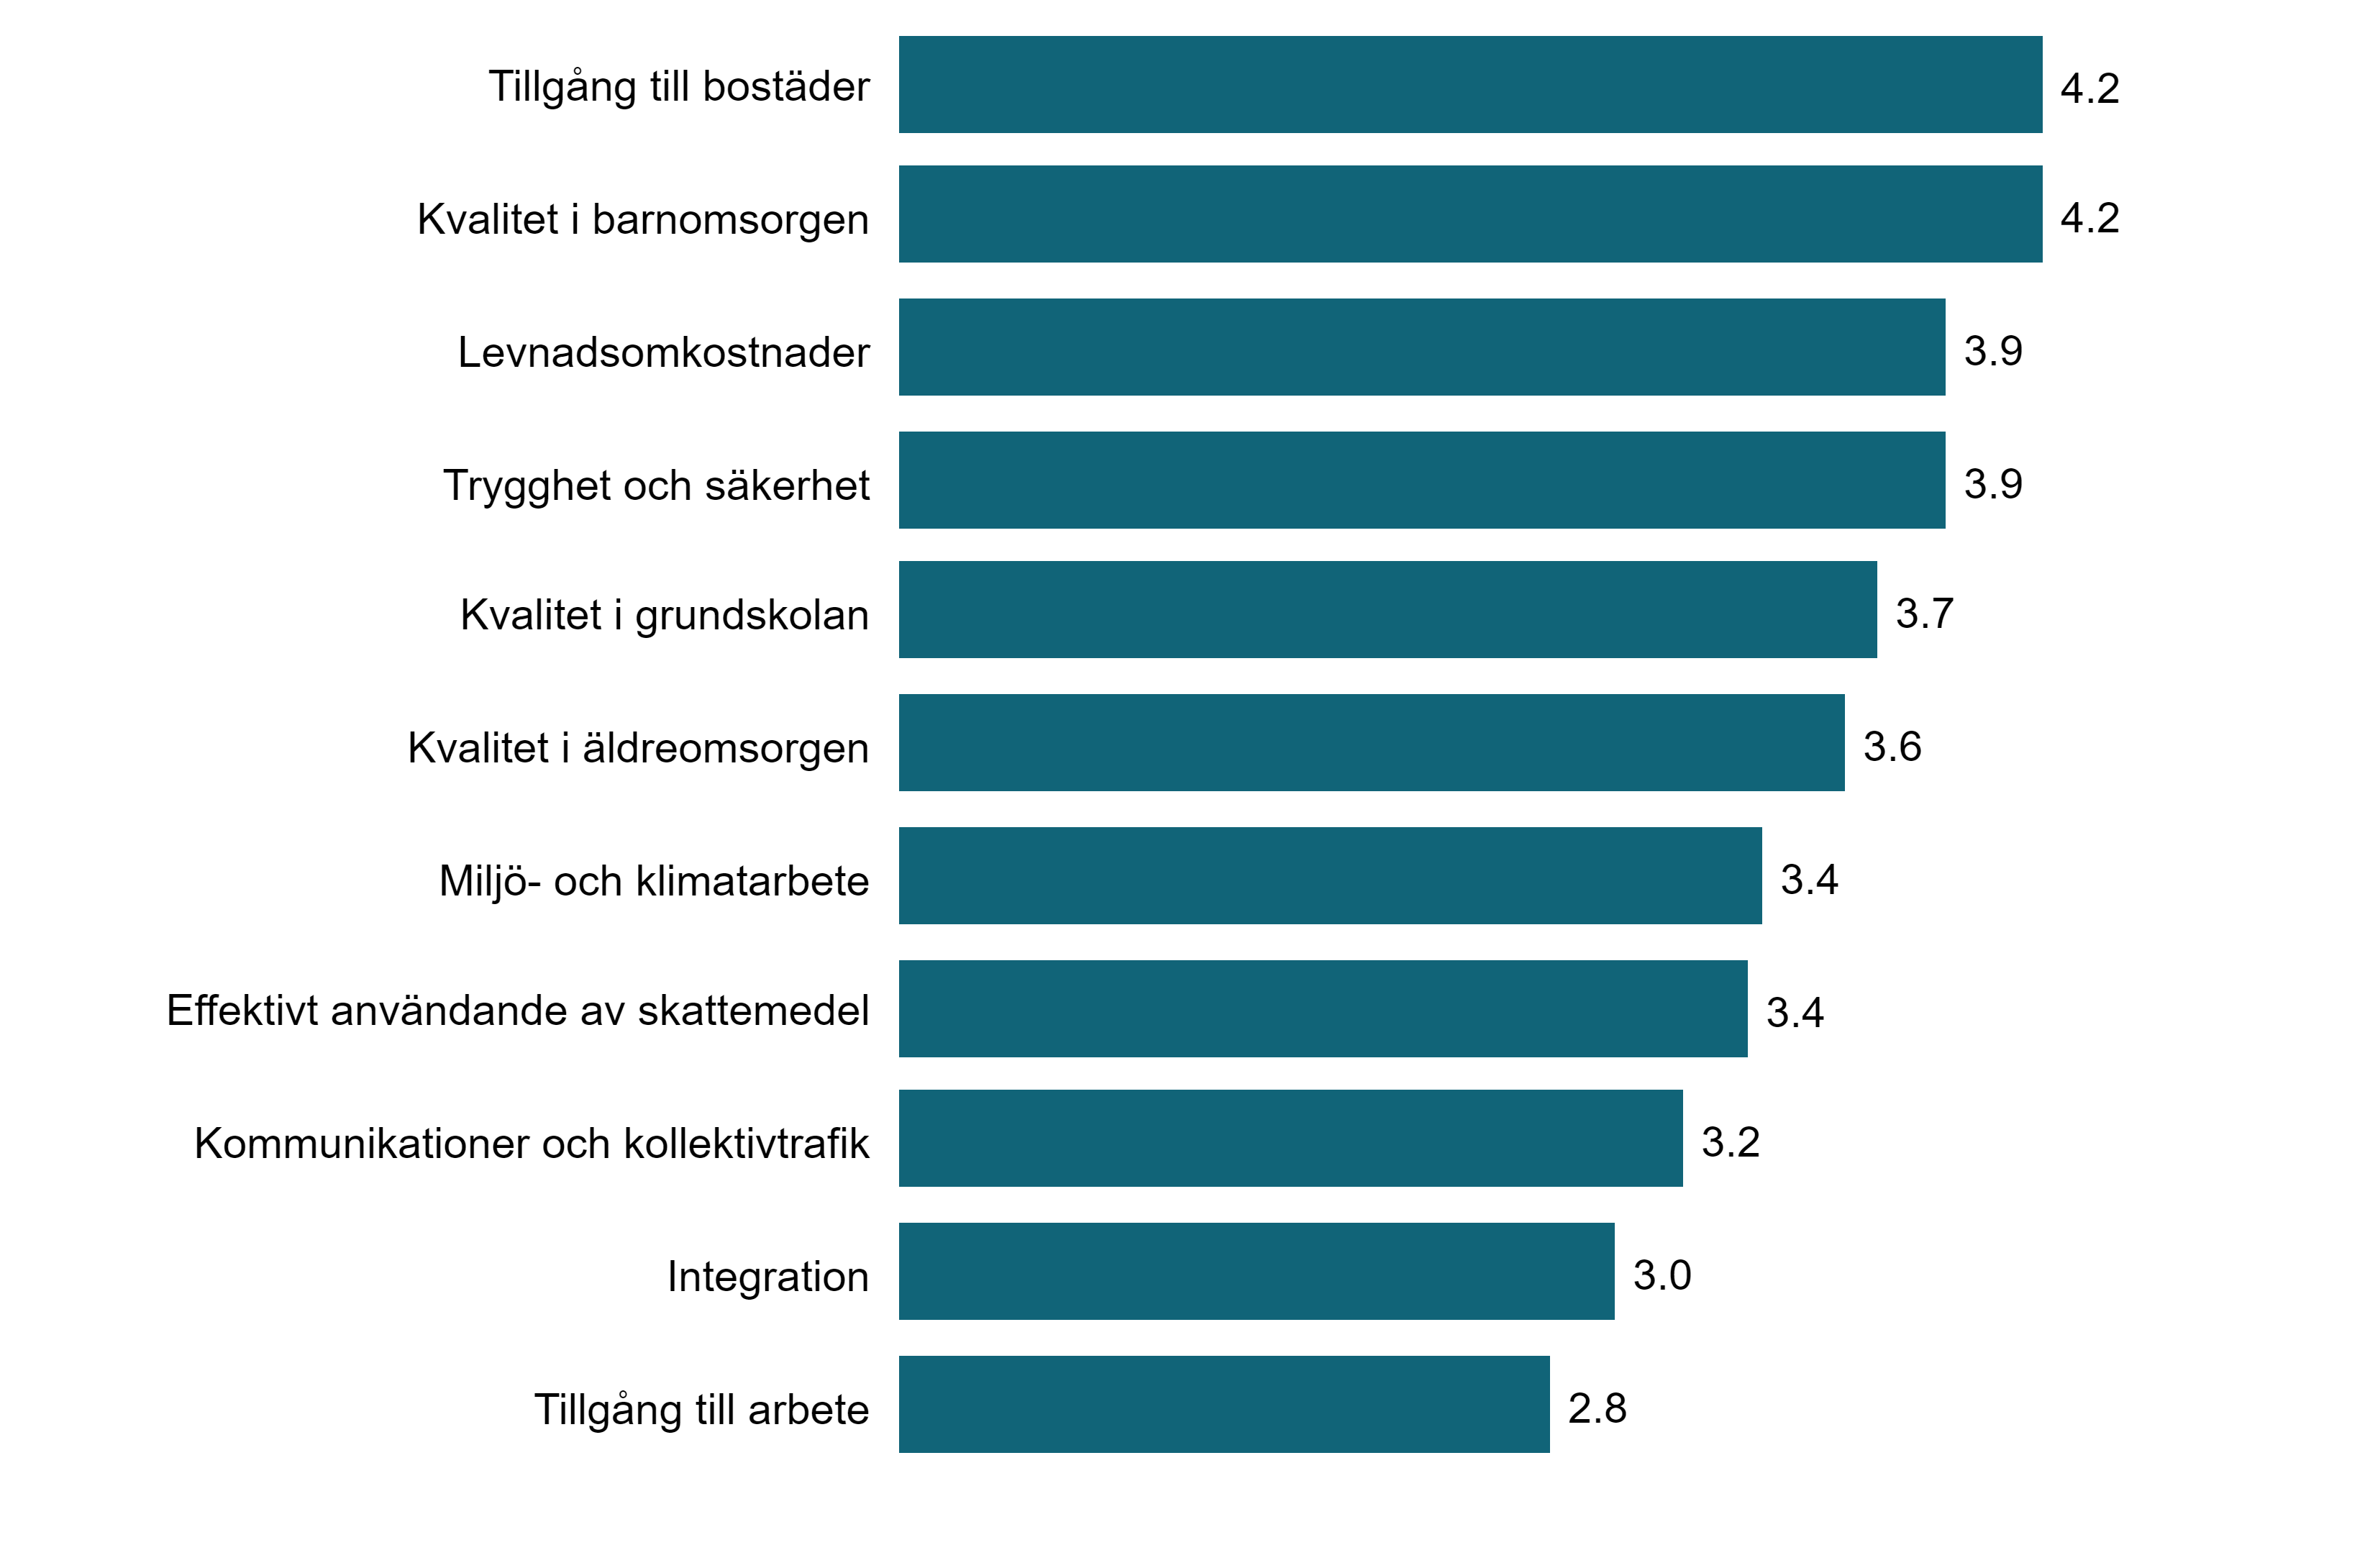 Tillgång till bostäder 4.2
Kvalitet i barnomsorgen 4.2
Levnadsomkostnader 3.9
Trygghet och säkerhet 3.9
Kvalitet i grundskolan 3.7
Kvalitet i äldreomsorgen 3.6
Miljö- och klimatarbete 3.4
Effektivt användande av skattemedel 3.4
Kommunikationer och kollektivtrafik 3.2
Integration 3.0
Tillgång till arbete 2.8